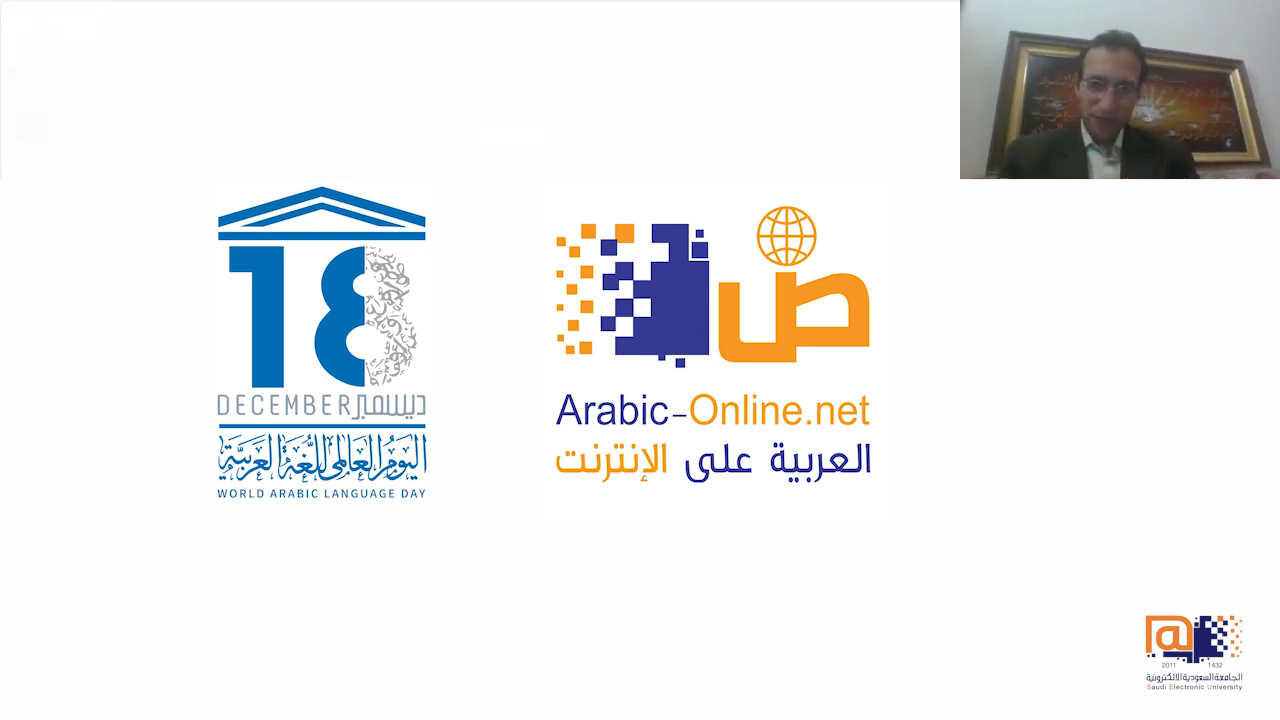 18
DECEMBER ديسمبر
اليوم العالمي للغة العربية
WORLD ARABIC LANGUAGE DAY
ض
Arabic-Online.net
العربية على الإنترنت
2011 1432
الجامعة السعودية الالكترونية
Saudi Electronic University